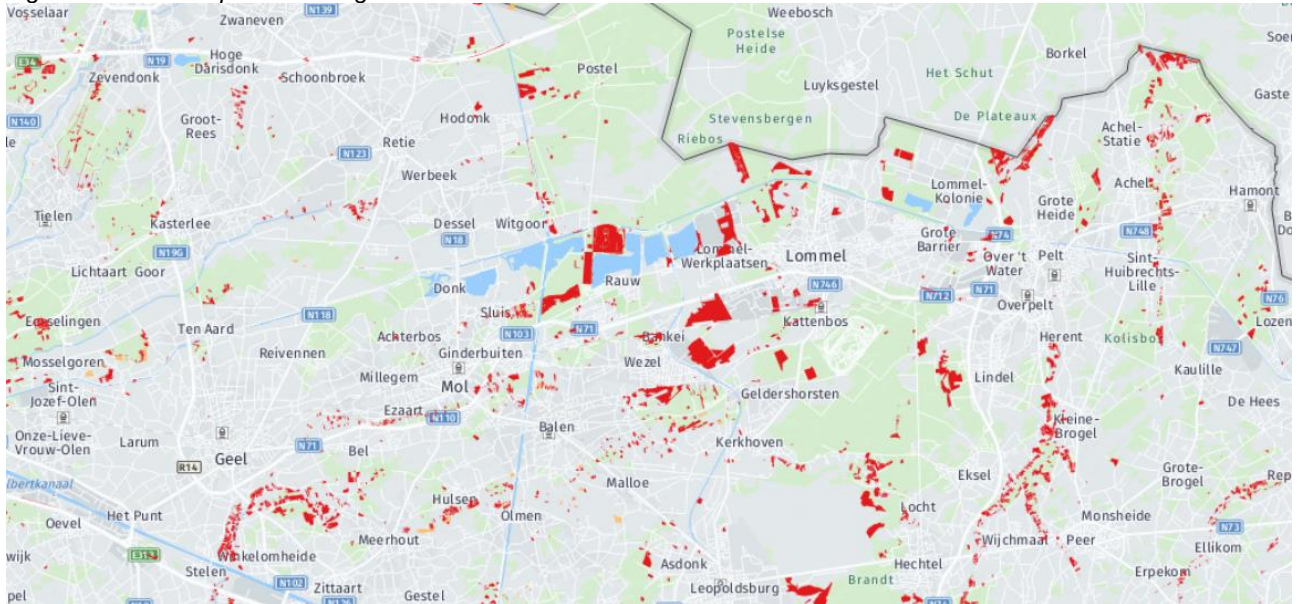 Vosselaar
Zwaneven
N139
Weebosch
Postelse
Heide
Borkel
E34
N19
Hoge
Darisdonk
Zevendonk
Schoonbroek
Postel
Luyksgestel
Het Schut
Gaste
N140
Groot-
Rees
Hodonk
Stevensbergen
De Plateaux
Achel-
Statie
Riebos
N123
Retie
Werbeek
Lommel-
Kolonie
Achel
Hamont
Tielen
Kasterlee
Dessel
Witgoor
Grote
Heide
N18
N19G
Lommel-
Werkplaatsen
Lommel
Grote
Barrier
N74
N748
Over 't
Water
Pelt
Sint-
Huibrechts-
Lille
Lichtaart
Goor
Donk
Rauw
N746
N712
N71
Overpelt
N76
Sluis
N118
Kattenbos
Lozen
Ten Aard
Achterbos
N103
N71
Bankei
Herent
Kolisbos
N747
Mosselgoren
Reivennen
Ginderbuiten
Wezel
Kaulille
Sint-
Jozef-Olen
Millegem
Mol
Geldershorsten
Lindel
De Hees
Ezaart
N110
Balen
Kleine-
Brogel
Onze-Lieve-
Vrouw-Olen
Larum
N71
Bel
Kerkhoven
Geel
R14
Eksel
Grote-
Brogel
lbertkanaal
Hulsen
Malloe
Rep
Oevel
Het Punt
Olmen
Locht
Monsheide
N73
wijk
Meerhout
Wijchmaal
Peer
Ellikom
Winkelomheide
Asdonk
Hechtel
Stelen
N102
Zittaart
Leopoldsburg
Brandt
Erpekom
pel
Gestel